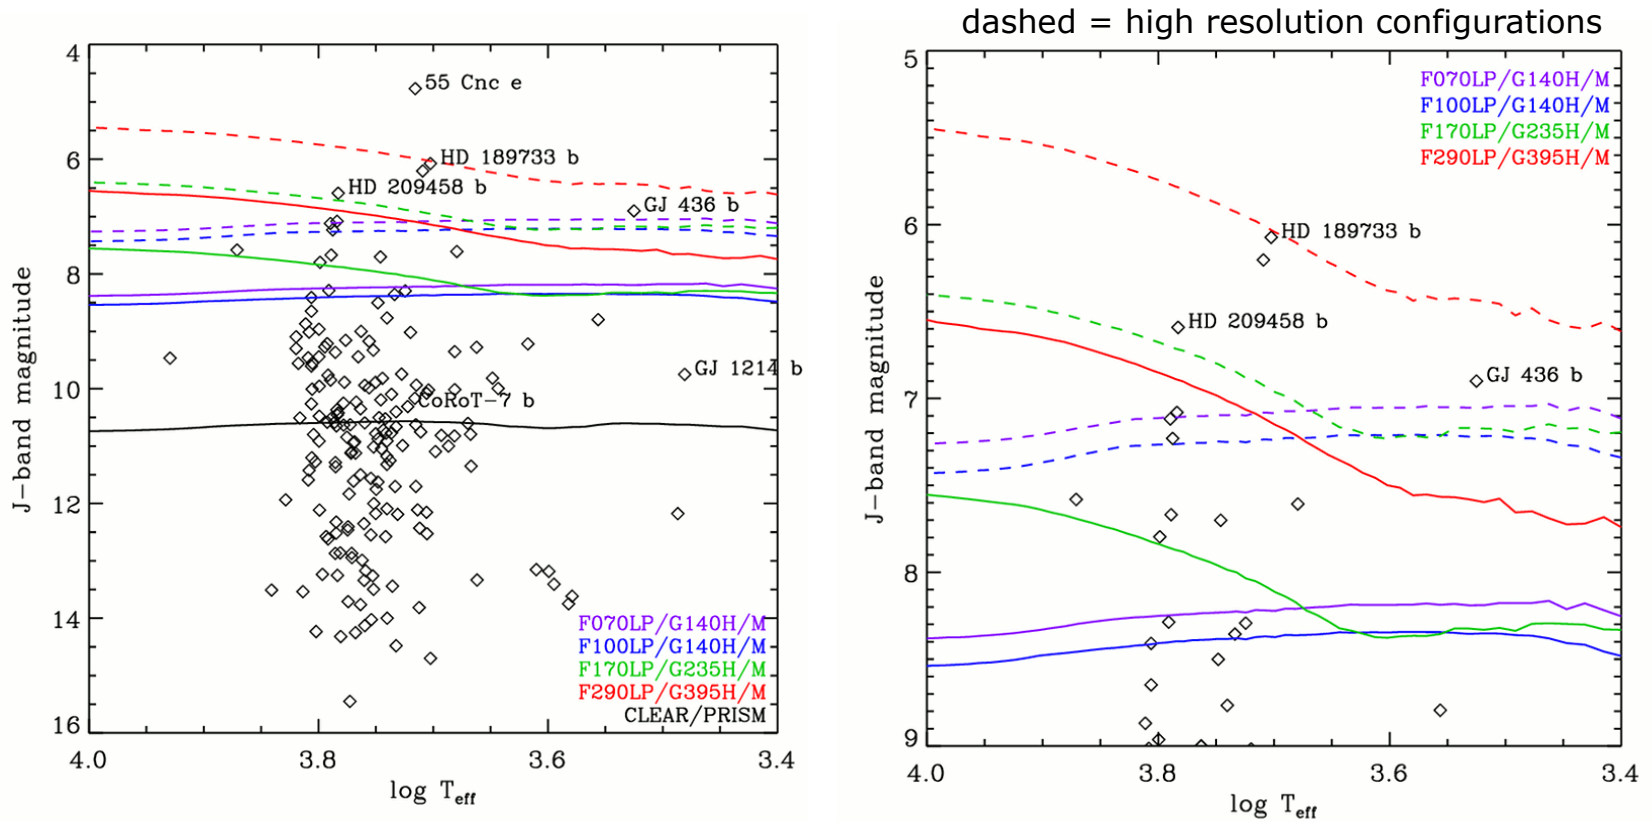 dashed = high resolution configurations
4
6
8
10
12
14
16
J-band magnitude
55 Cnc e
HD 189733 b
HD 209458 b
GJ 436 b
GJ 1214 b
CoRoT-7 b
F070LP/G140H/M
F100LP/G140H/M
F170LP/G235H/M
F290LP/G395H/M
CLEAR/PRISM
4.0 3.8 3.6 3.4
log Teff
5
6
7
8
9
J-band magnitude
F070LP/G140H/M
F100LP/G140H/M
F170LP/G235H/M
F290LP/G395H/M
HD 189733 b
HD 209458 b
GJ 436 b
4.0 3.8 3.6 3.4
log Teff